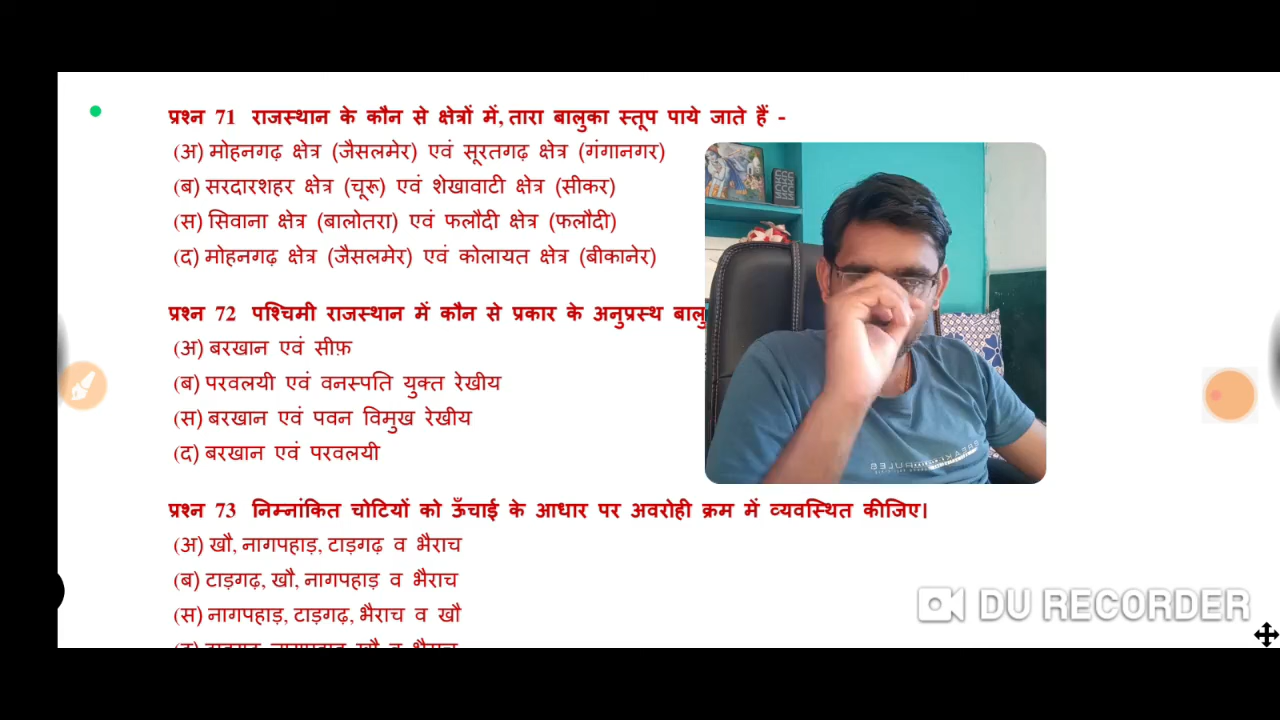 प्रश्न 71 राजस्थान के कौन से क्षेत्रों में, तारा बालुका स्तूप पाये जाते हैं -
(अ) मोहनगढ़ क्षेत्र (जैसलमेर) एवं सूरतगढ़ क्षेत्र (गंगानगर)
(ब) सरदारशहर क्षेत्र (चूरू) एवं शेखावाटी क्षेत्र (सीकर)
(स) सिवाना क्षेत्र (बालोतरा) एवं फलौदी क्षेत्र (फलौदी)
(द) मोहनगढ़ क्षेत्र (जैसलमेर) एवं कोलायत क्षेत्र (बीकानेर)
प्रश्न 72 पश्चिमी राजस्थान में कौन से प्रकार के अनुप्रस्थ बालु
(अ) बरखान एवं सीफ़
(ब) परवलयी एवं वनस्पति युक्त रेखीय
(स) बरखान एवं पवन विमुख रेखीय
(द) बरखान एवं परवलयी
प्रश्न 73 निम्नांकित चोटियों को ऊँचाई के आधार पर अवरोही क्रम में व्यवस्थित कीजिए।
(अ) खौ, नागपहाड़, टाड़गढ़ व भैराच
(ब) टाड़गढ़, खौ, नागपहाड़ व भैराच
(स) नागपहाड़, टाड़गढ़, भैराच व खौ
DU RECORDER